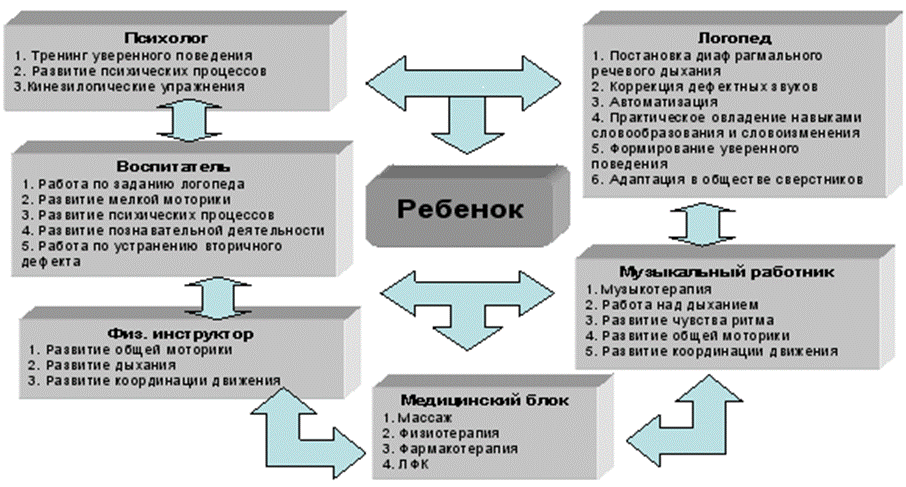 Психолог
1. Тренинг уверенного поведения
2. Развитие психических процессов
3.Кинезилогические упражнения
Воспитатель
1. Работа по заданию логопеда
2. Развитие мелкой моторики
3. Развитие психических процессов
4. Развитие познавательной деятельности
5. Работа по устранению вторичного
дефекта
Физ. инструктор
1. Развитие общей моторики
2. Развитие дыхания
3. Развитие координации движения
Ребенок
Медицинский блок
1. Массаж
2. Физиотерапия
3. Фармакотерапия
4. ЛФК
Логопед
1. Постановка диаф рагмального
речевого дыхания
2. Коррекция дефектных звуков
3. Автоматизация
4. Практическое овладение навыками
словообразования и словоизменения
5. Формирование уверенного
поведения
6. Адаптация в обществе сверстников
Музыкальный работник
1. Музыкотерапия
2. Работа над дыханием
3. Развитие чувства ритма
4. Развитие общей моторики
5. Развитие координации движения